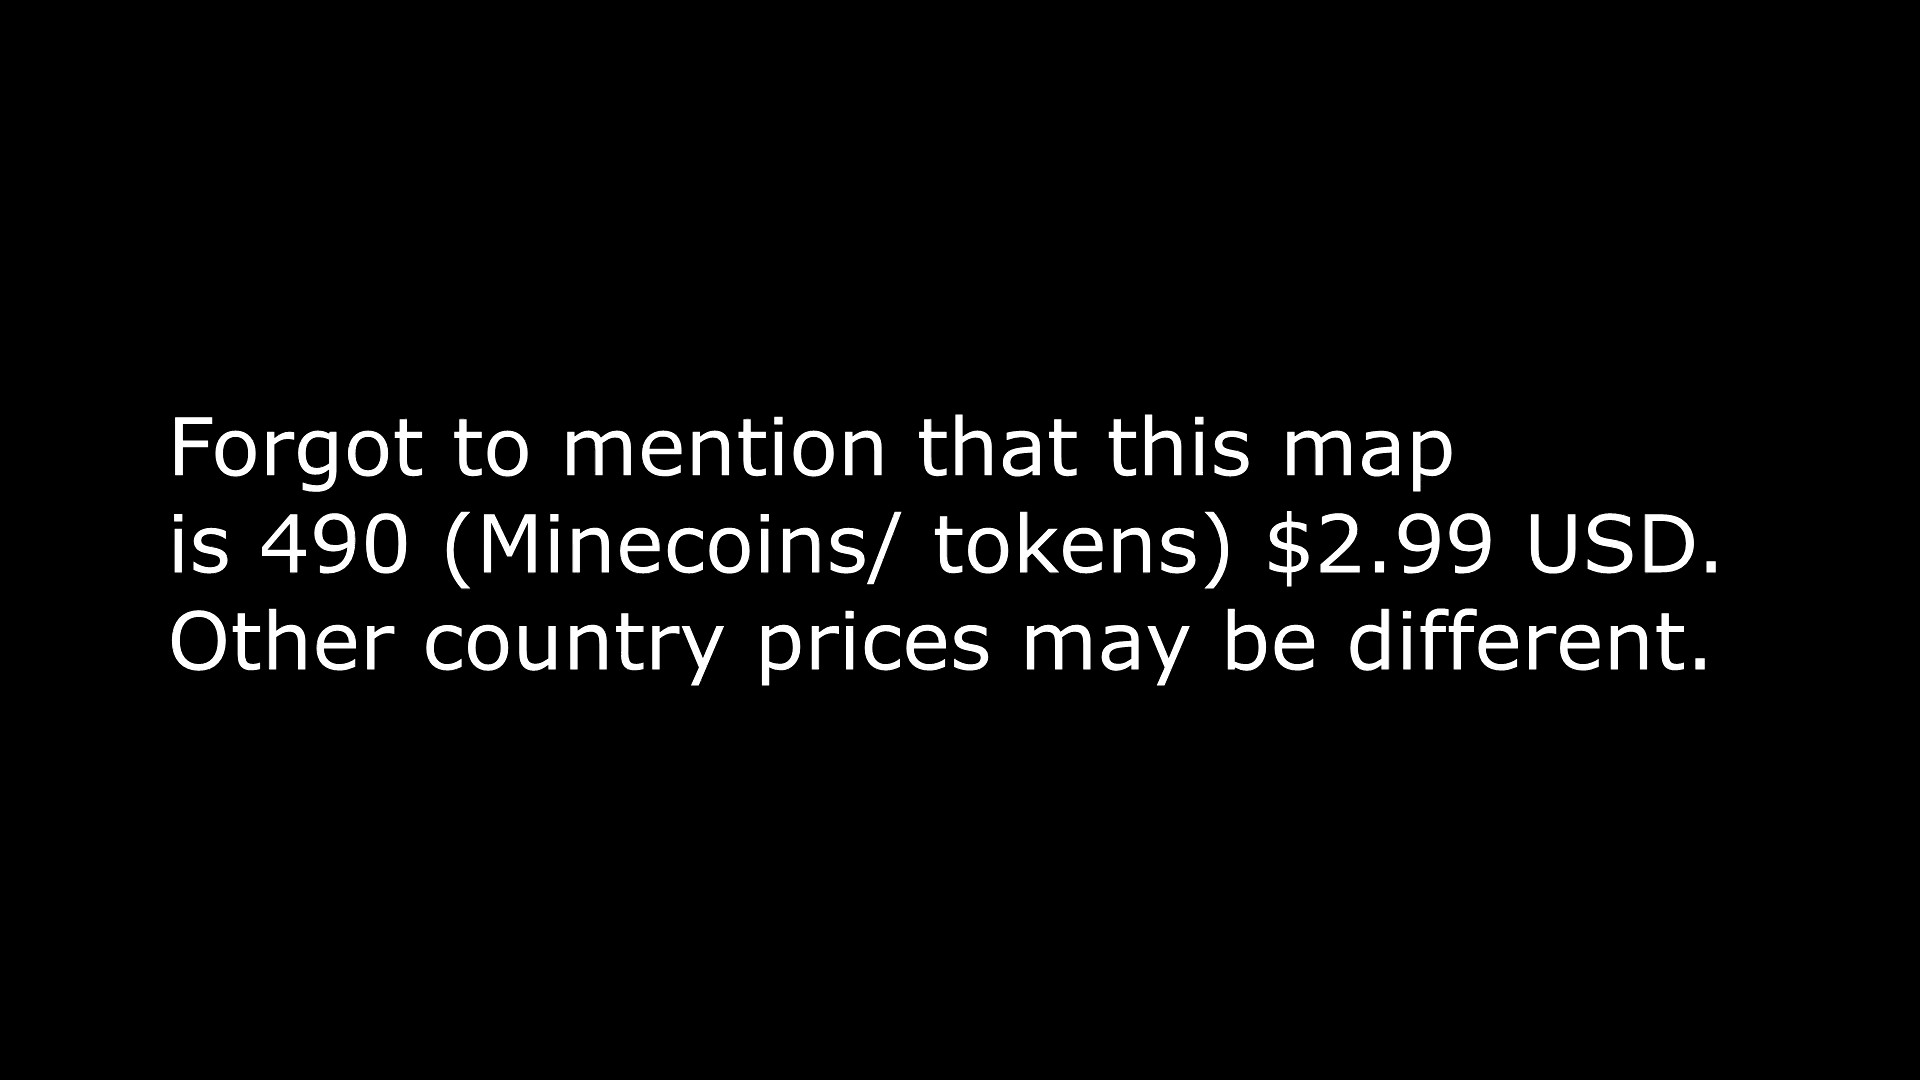 Forgot to mention that this map
is 490 (Minecoins/ tokens) $2.99 USD.
Other country prices may be different.